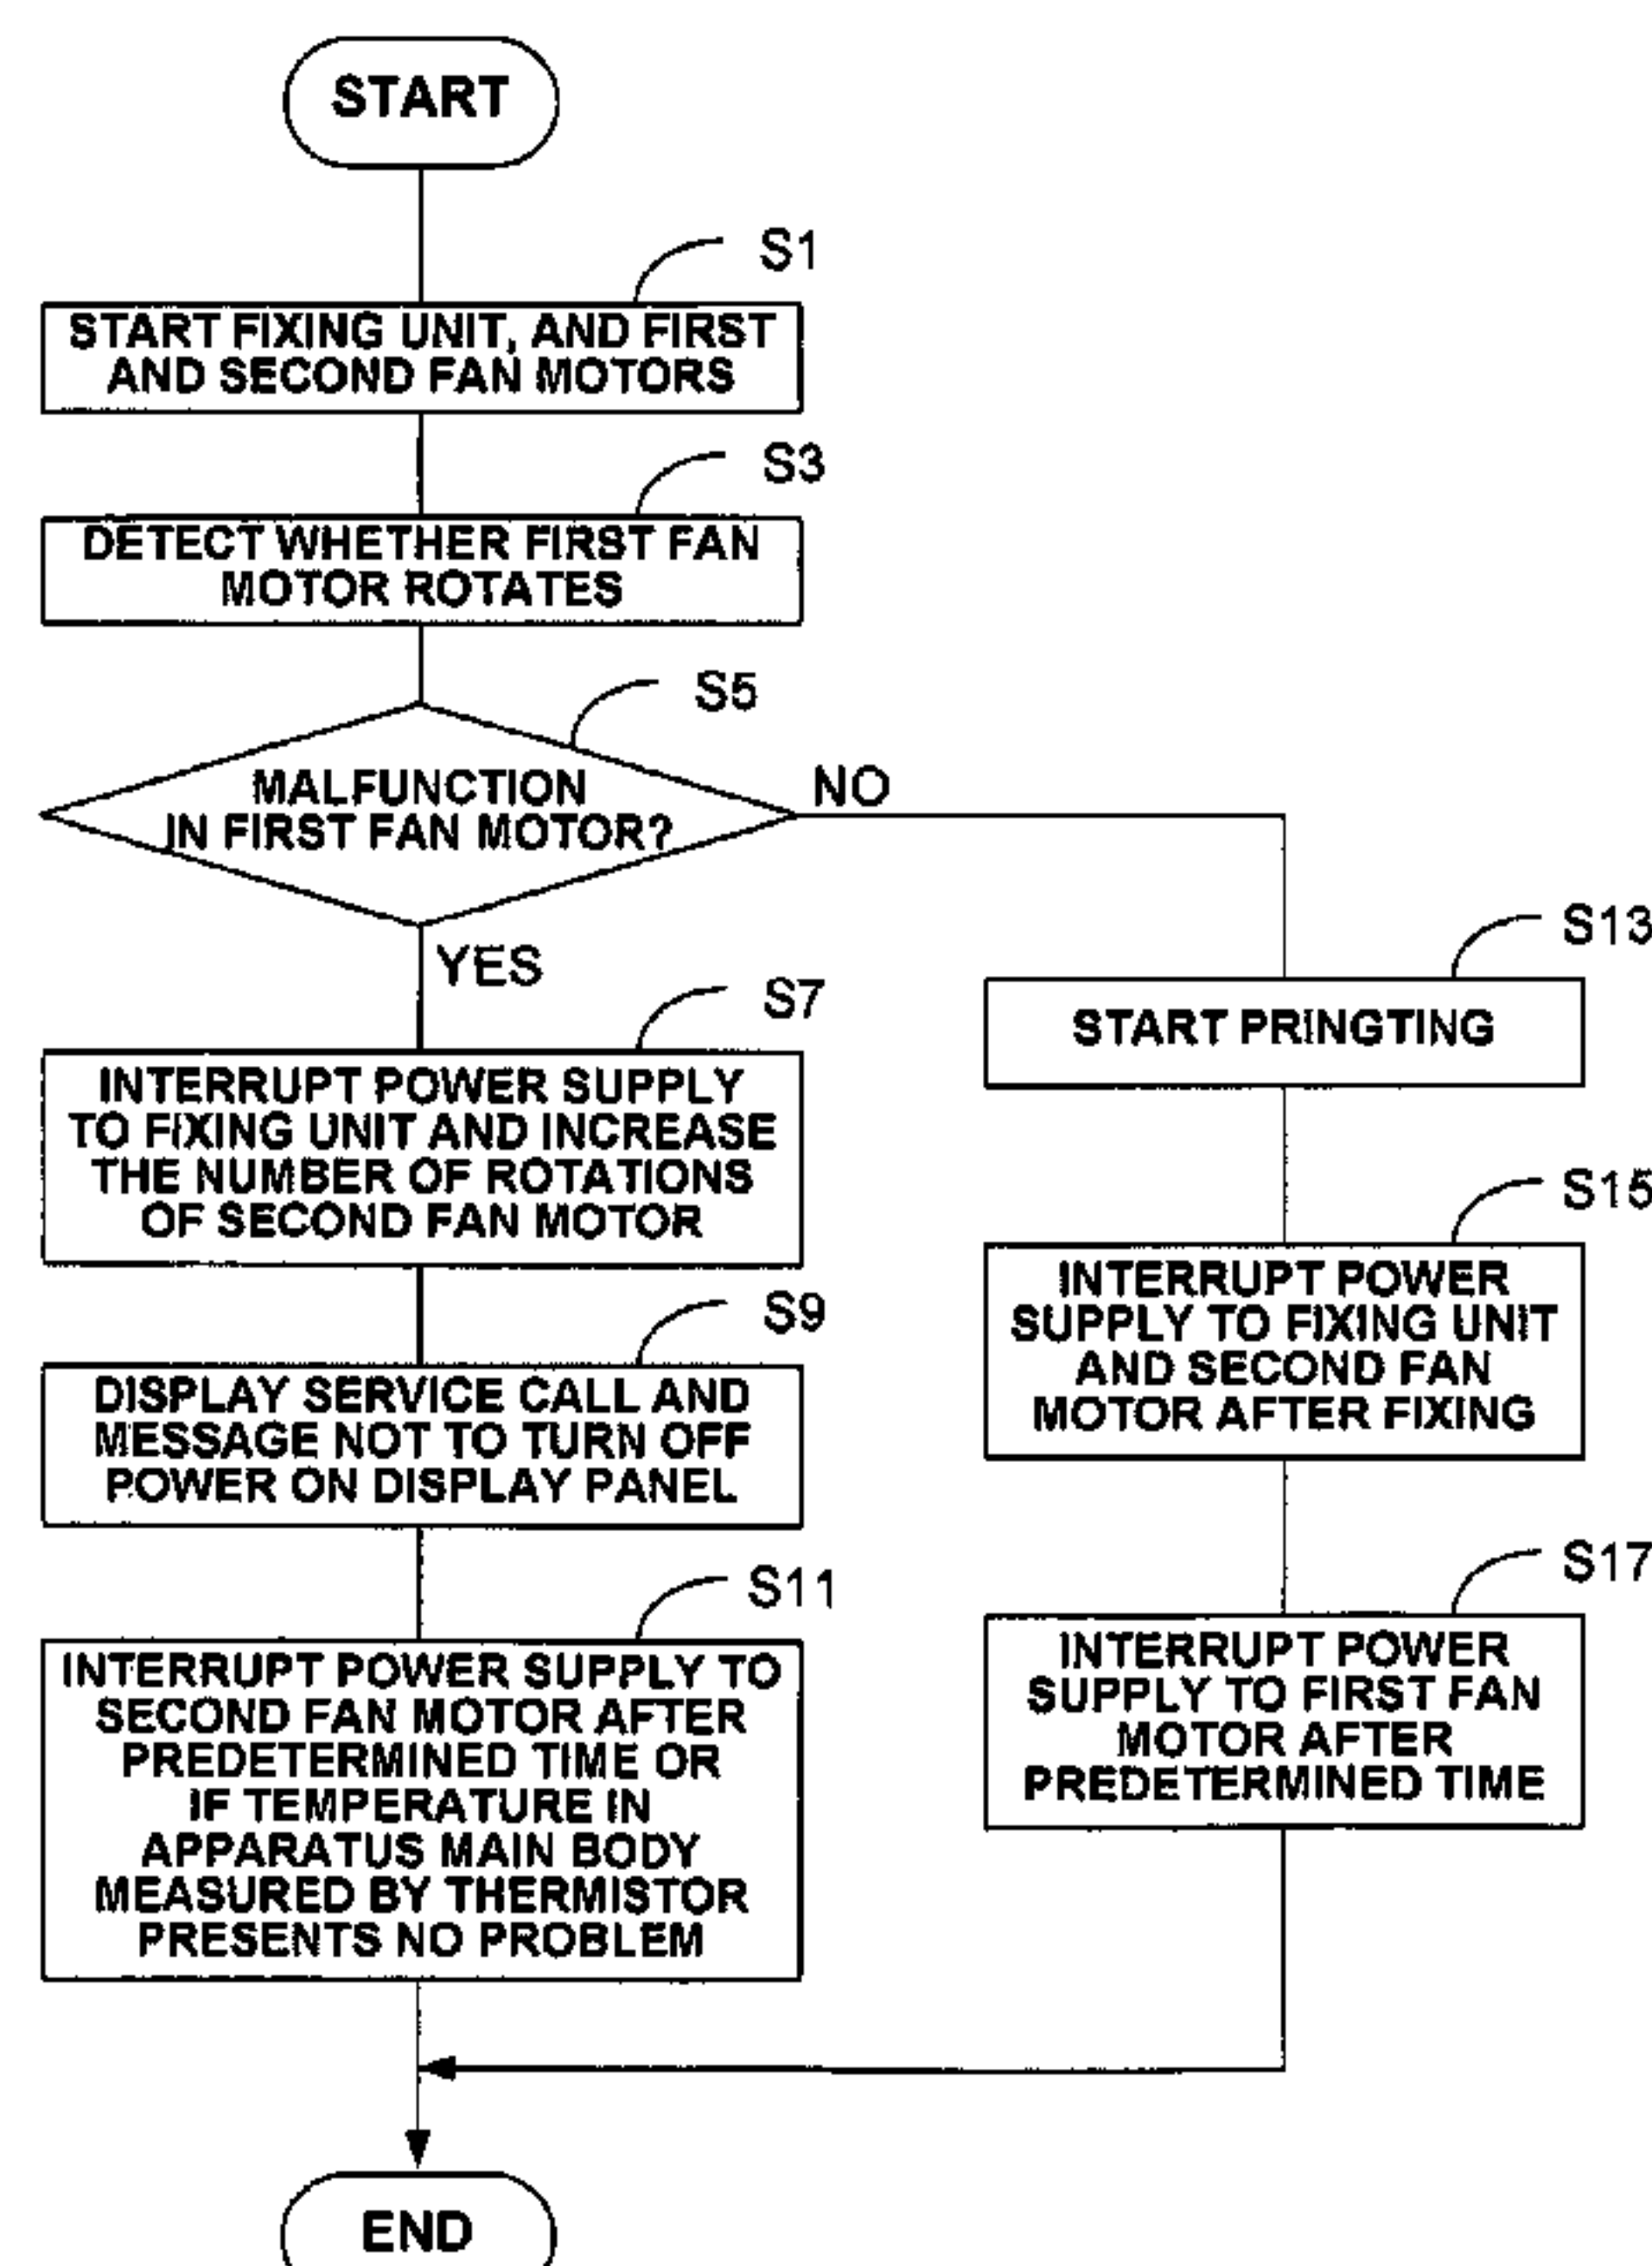 START
S1
START FIXING UNIT, AND FIRST
AND SECOND FAN MOTORS
S3
DETECT WHETHER FIRST FAN
MOTOR ROTATES
S5
MALFUNCTION
IN FIRST FAN MOTOR?
NO
YES
S7
INTERRUPT POWER SUPPLY
TO FIXING UNIT AND INCREASE
THE NUMBER OF ROTATIONS
OF SECOND FAN MOTOR
S9
DISPLAY SERVICE CALL AND
MESSAGE NOT TO TURN OFF
POWER ON DISPLAY PANEL
S11
INTERRUPT POWER SUPPLY TO
SECOND FAN MOTOR AFTER
PREDETERMINED TIME OR
IF TEMPERATURE IN
APPARATUS MAIN BODY
MEASURED BY THERMISTOR
PRESENTS NO PROBLEM
S13
START PRINGTING
S15
INTERRUPT POWER
SUPPLY TO FIXING UNIT
AND SECOND FAN
MOTOR AFTER FIXING
S17
INTERRUPT POWER
SUPPLY TO FIRST FAN
MOTOR AFTER
PREDETERMINED TIME
END